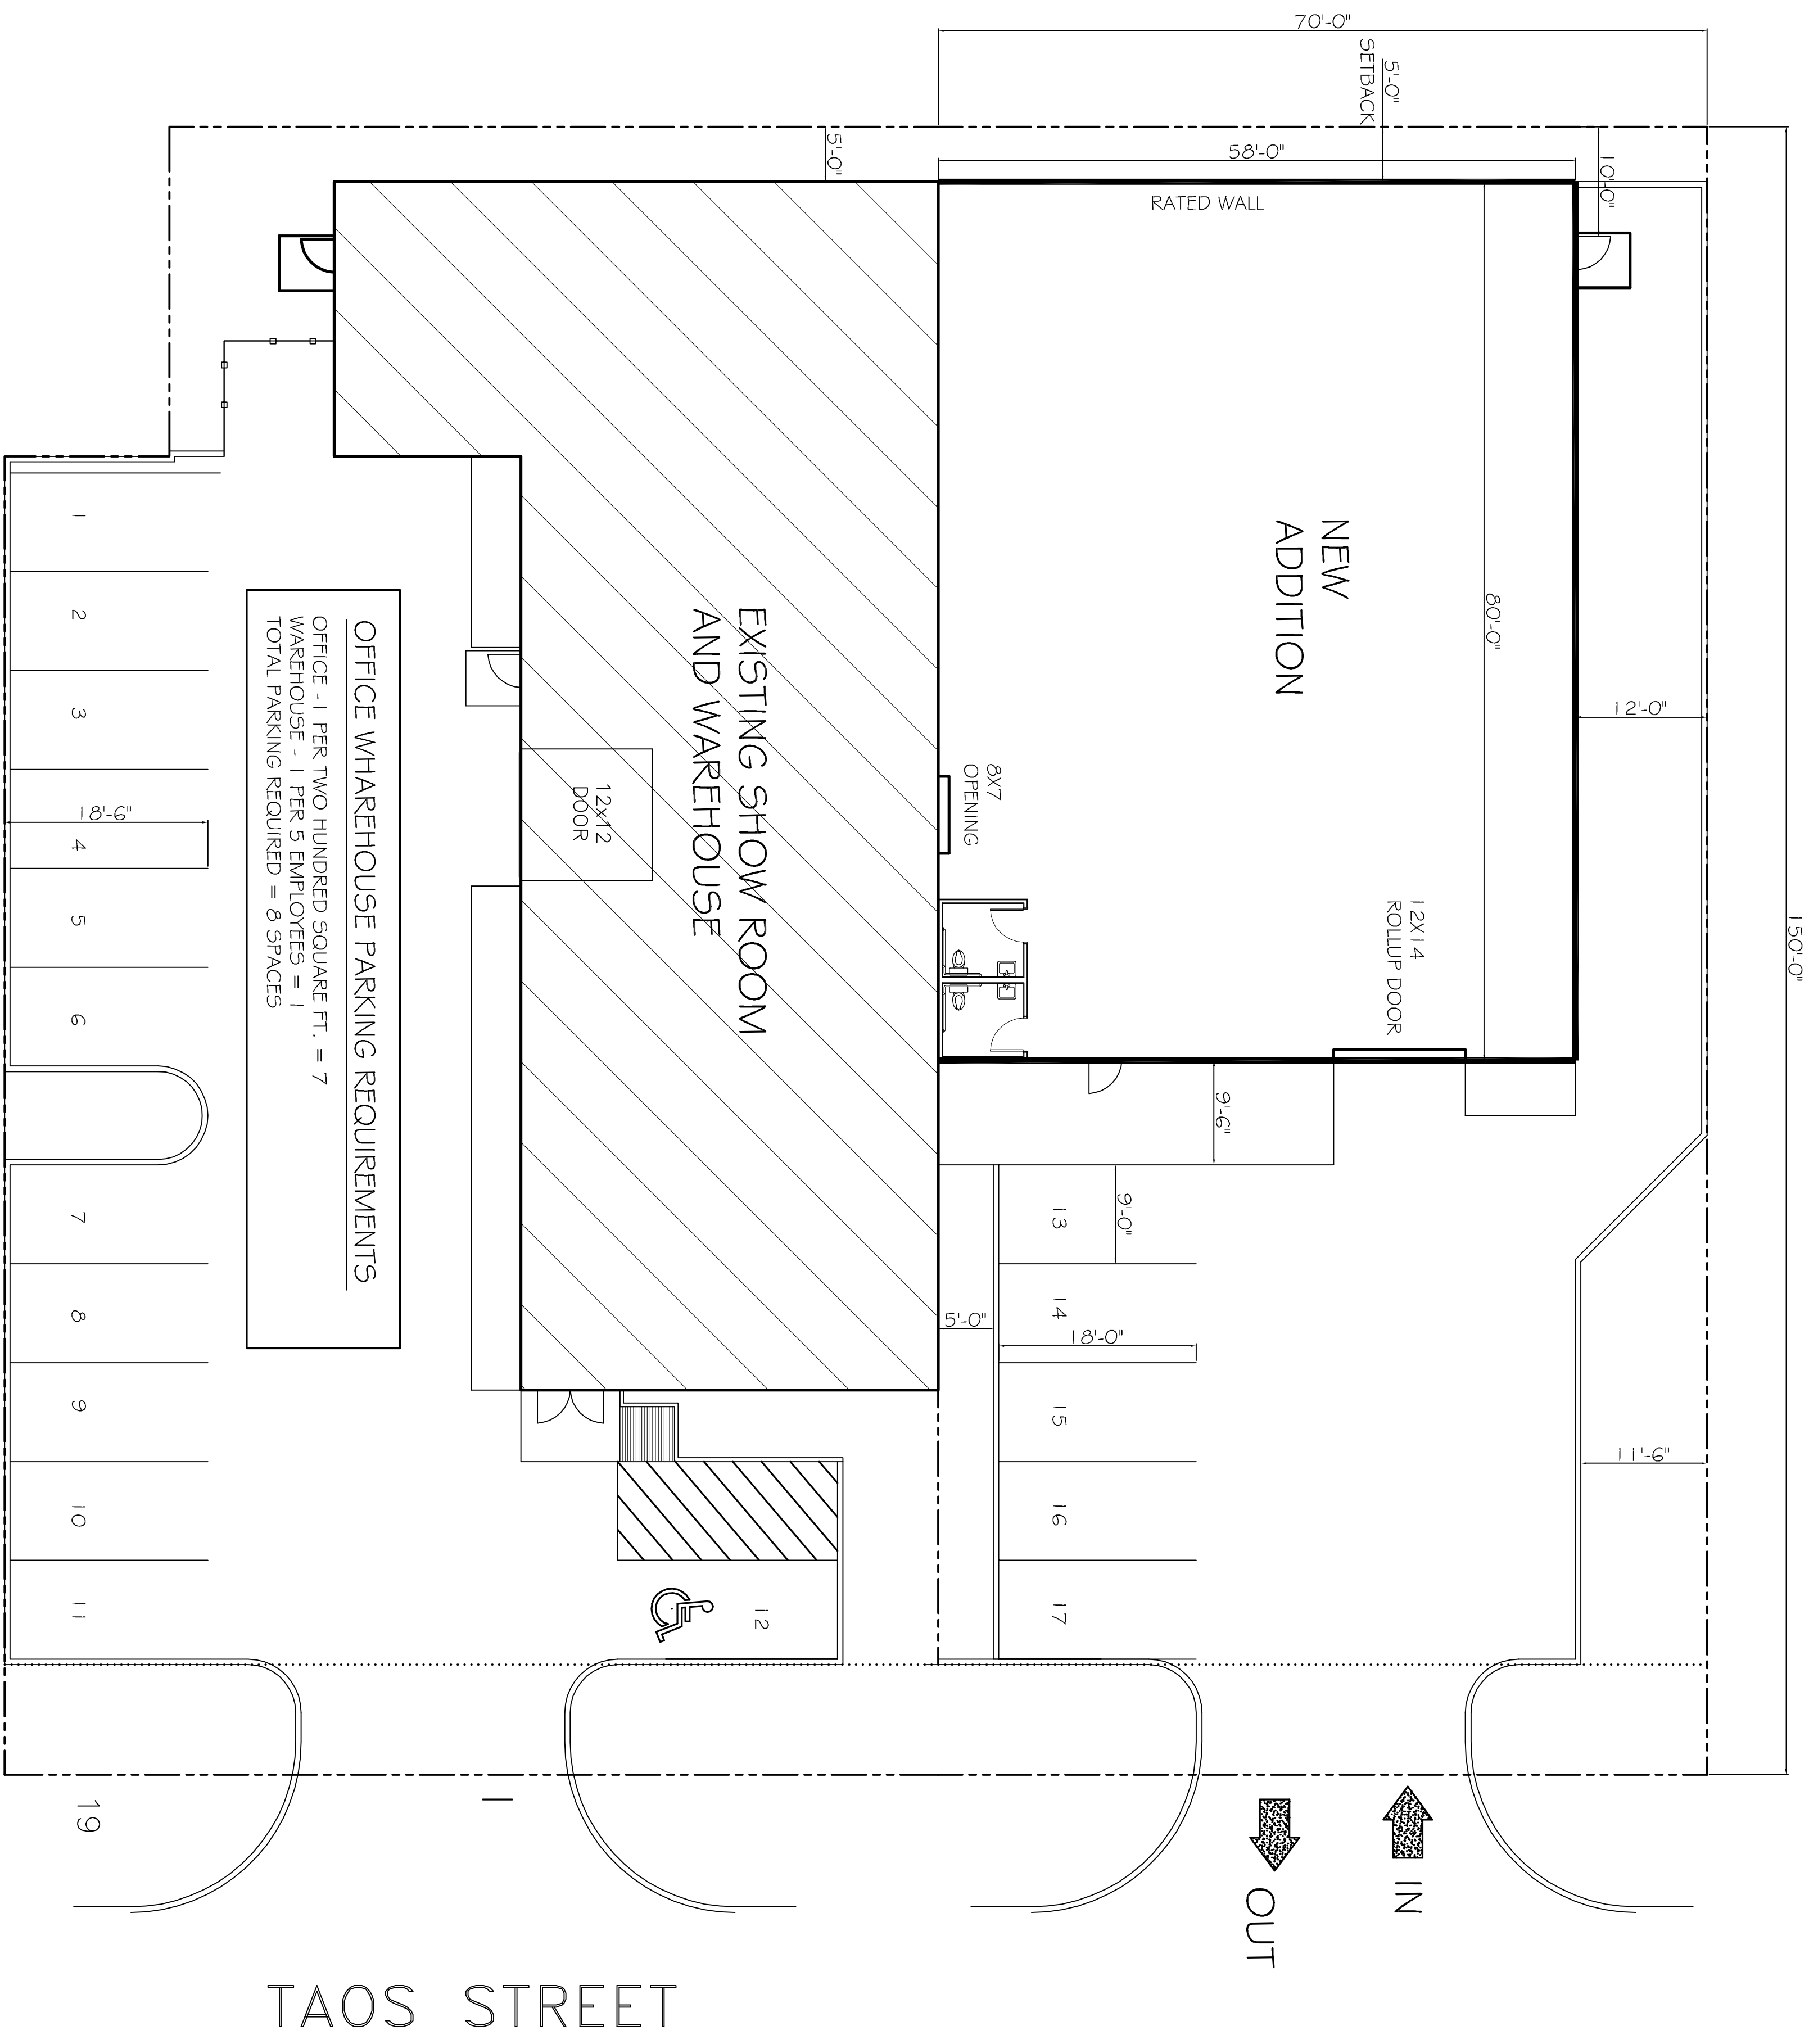 70'-0"
5'-0"
SETBACK
5'-0"
58'-0"
10'-0"
RATED WALL
NEW
ADDITION
80'-0"
12'-0"
150'-0"
EXISTING SHOW ROOM
AND WAREHOUSE
8X7
OPENING
12x12
DOOR
12X14
ROLLUP DOOR
OFFICE WHAREHOUSE PARKING REQUIREMENTS
OFFICE - 1 PER TWO HUNDRED SQUARE FT. = 7
WAREHOUSE - 1 PER 5 EMPLOYEES = 1
TOTAL PARKING REQUIRED = 8 SPACES
1
2
3
18'-6"
4
5
6
7
8
9
10
11
9'-6"
9'-0"
13
14
5'-0"
18'-0"
15
16
17
11'-6"
12
19
1
IN
OUT
TAOS STREET